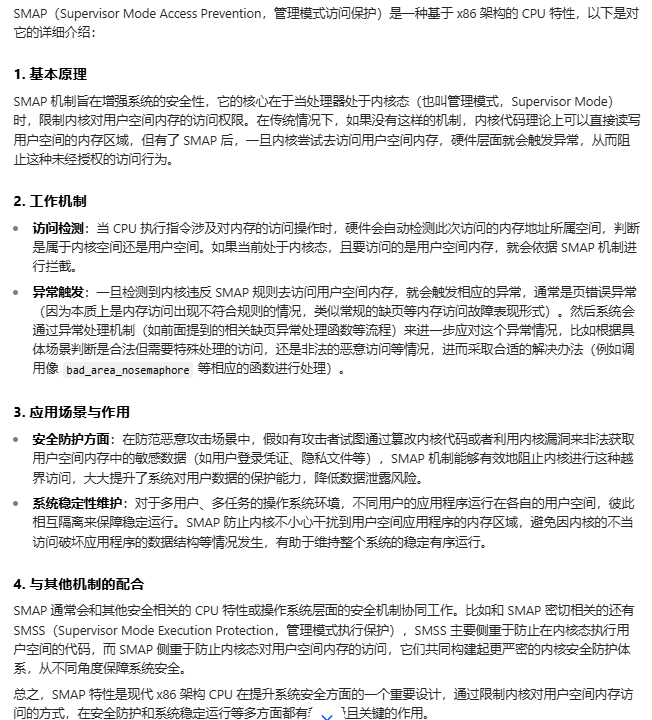 SMAP（Supervisor Mode Access Prevention，管理模式访问保护）是一种基于 x86 架构的 CPU 特性，以下是对
它的详细介绍：
1. 基本原理
SMAP 机制旨在增强系统的安全性，它的核心在于当处理器处于内核态（也叫管理模式，Supervisor Mode）
时，限制内核对用户空间内存的访问权限。在传统情况下，如果没有这样的机制，内核代码理论上可以直接读写
用户空间的内存区域，但有了 SMAP 后，一旦内核尝试去访问用户空间内存，硬件层面就会触发异常，从而阻
止这种未经授权的访问行为。
2. 工作机制
• 访问检测：当 CPU 执行指令涉及对内存的访问操作时，硬件会自动检测此次访问的内存地址所属空间，判断
是属于内核空间还是用户空间。如果当前处于内核态，且要访问的是用户空间内存，就会依据 SMAP 机制进
行拦截。
• 异常触发：一旦检测到内核违反 SMAP 规则去访问用户空间内存，就会触发相应的异常，通常是页错误异常
（因为本质上是内存访问出现不符合规则的情况，类似常规的缺页等内存访问故障表现形式）。然后系统会
通过异常处理机制（如前面提到的相关缺页异常处理函数等流程）来进一步应对这个异常情况，比如根据具
体场景判断是合法但需要特殊处理的访问，还是非法的恶意访问等情况，进而采取合适的解决办法（例如调
用像 bad_area_nosemaphore 等相应的函数进行处理）。
3. 应用场景与作用
• 安全防护方面：在防范恶意攻击场景中，假如有攻击者试图通过篡改内核代码或者利用内核漏洞来非法获取
用户空间内存中的敏感数据（如用户登录凭证、隐私文件等），SMAP 机制能够有效地阻止内核进行这种越
界访问，大大提升了系统对用户数据的保护能力，降低数据泄露风险。
• 系统稳定性维护：对于多用户、多任务的操作系统环境，不同用户的应用程序运行在各自的用户空间，彼此
相互隔离来保障稳定运行。SMAP 防止内核不小心干扰到用户空间应用程序的内存区域，避免因内核的不当
访问破坏应用程序的数据结构等情况发生，有助于维持整个系统的稳定有序运行。
4. 与其他机制的配合
SMAP 通常会和其他安全相关的 CPU 特性或操作系统层面的安全机制协同工作。比如和 SMAP 密切相关的还有
SMSS（Supervisor Mode Execution Protection，管理模式执行保护），SMSS 主要侧重于防止在内核态执行用
户空间的代码，而 SMAP 侧重于防止内核态对用户空间内存的访问，它们共同构建起更严密的内核安全防护体
系，从不同角度保障系统安全。
总之，SMAP 特性是现代 x86 架构 CPU 在提升系统安全方面的一个重要设计，通过限制内核对用户空间内存访
问的方式，在安全防护和系统稳定运行等多方面都有 且关键的作用。